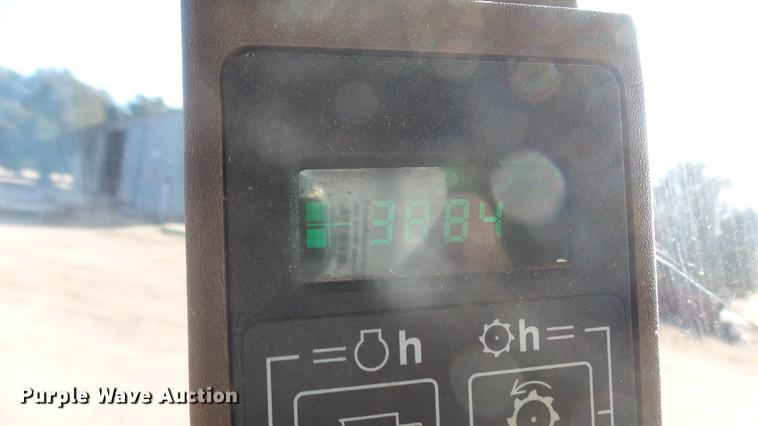 3884
=h h=
Purple Wave Auction